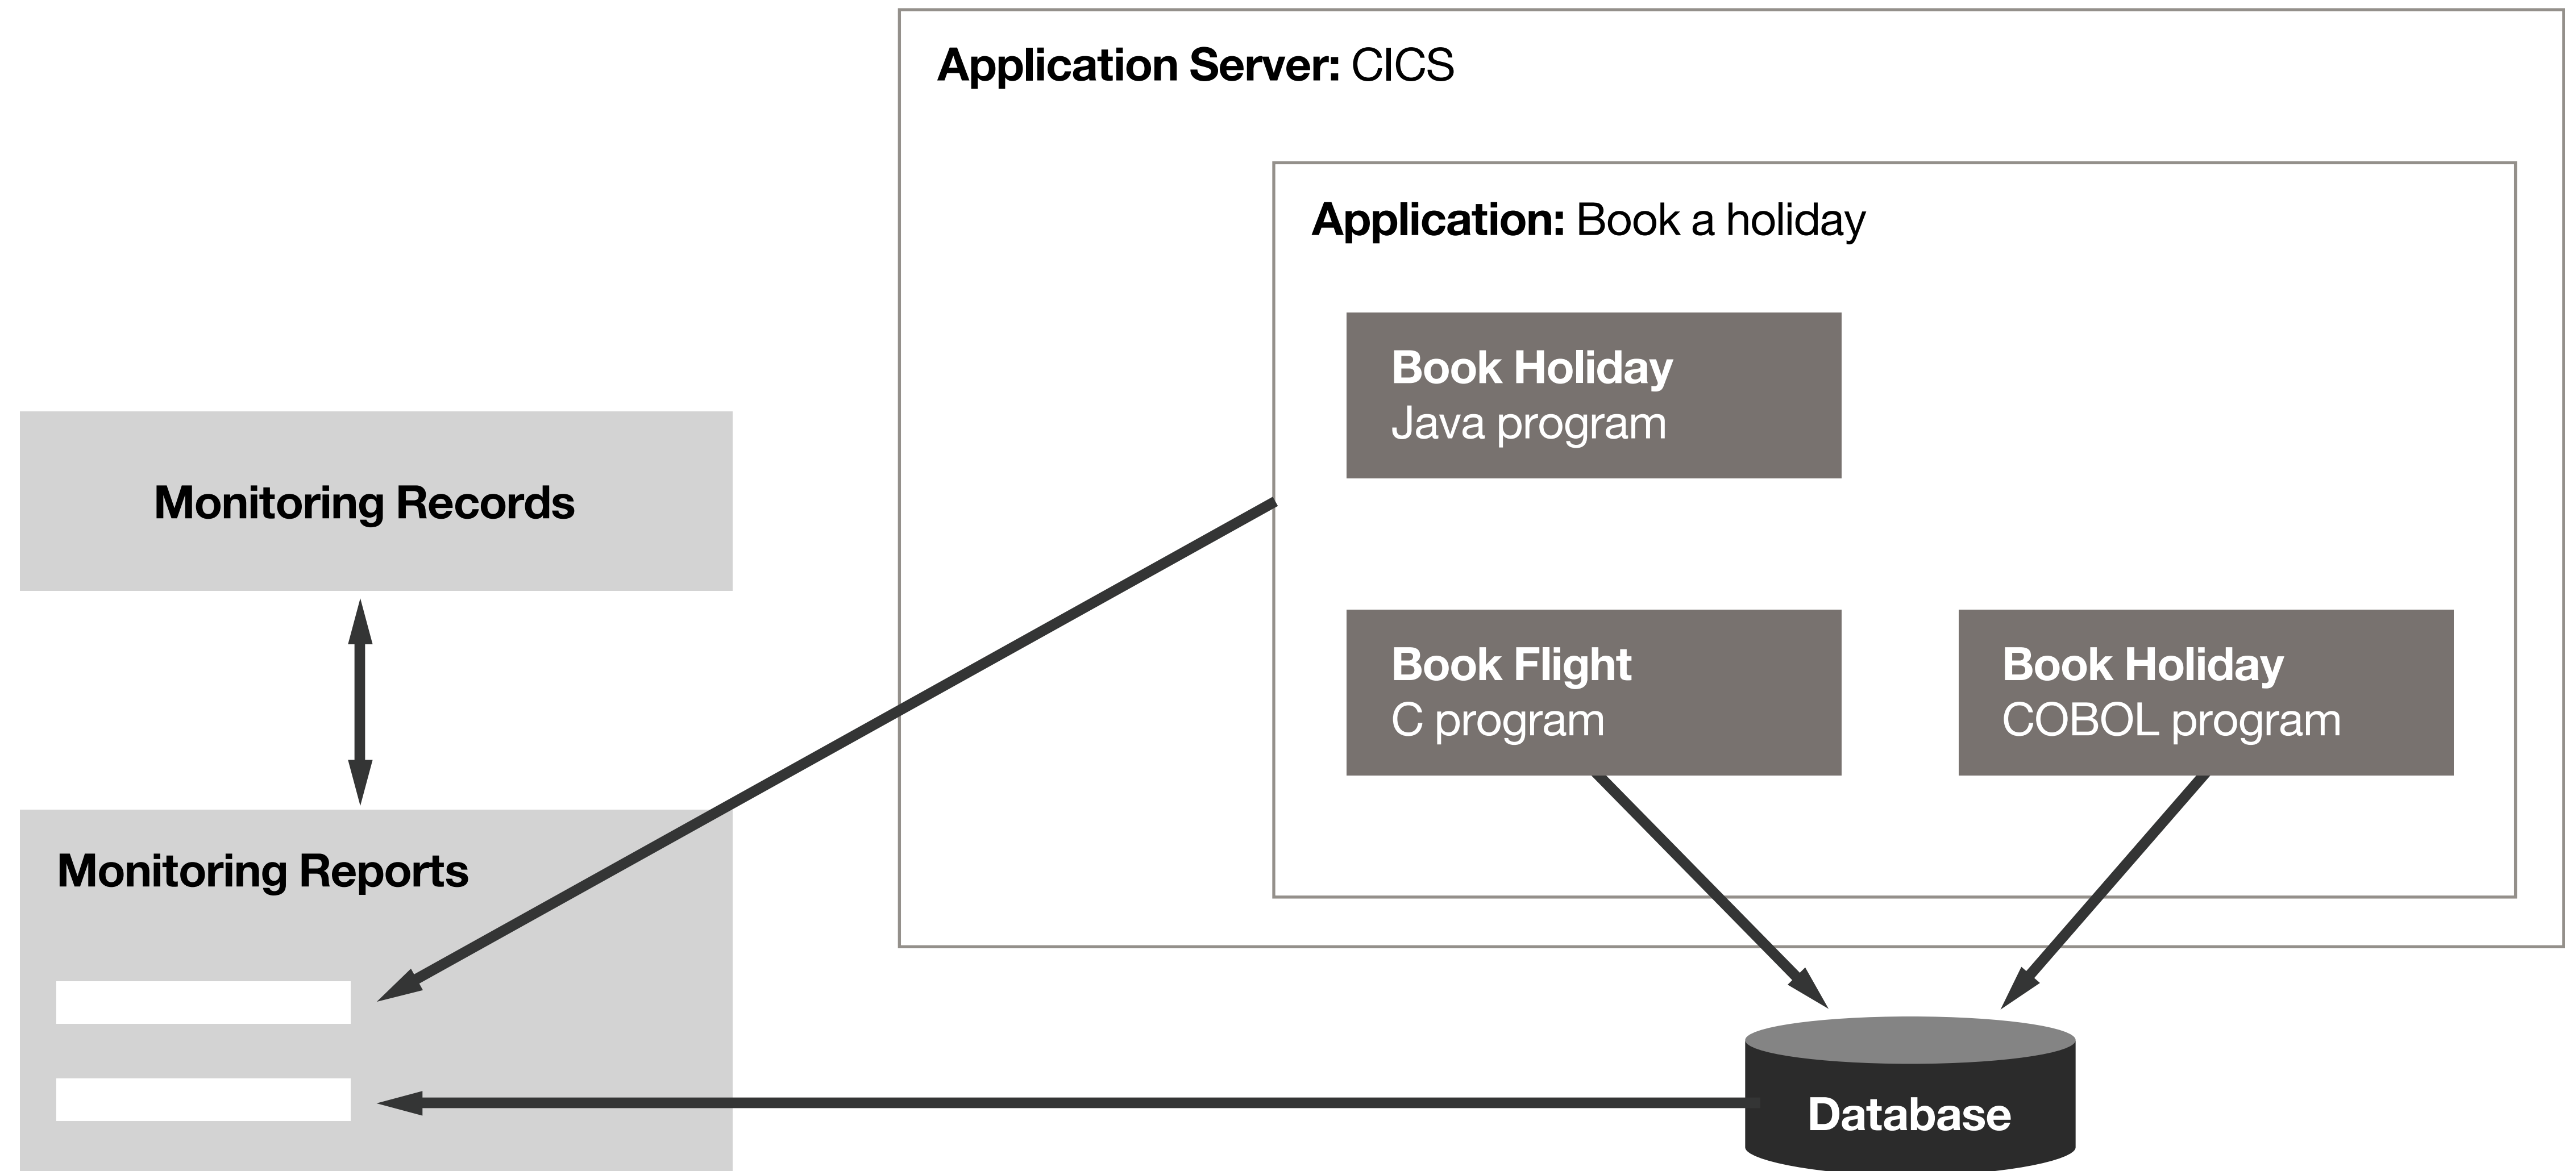 Application Server: CICS
Application: Book a holiday
Book Holiday
Java program
Monitoring Records
Book Flight
C program
Book Holiday
COBOL program
Monitoring Reports
Database